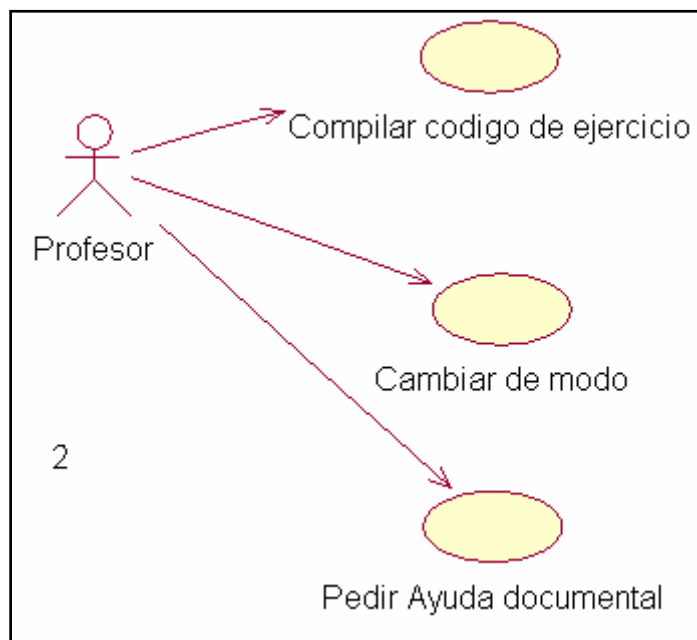 Compilar codigo de ejercicio
Profesor
Cambiar de modo
2
Pedir Ayuda documental